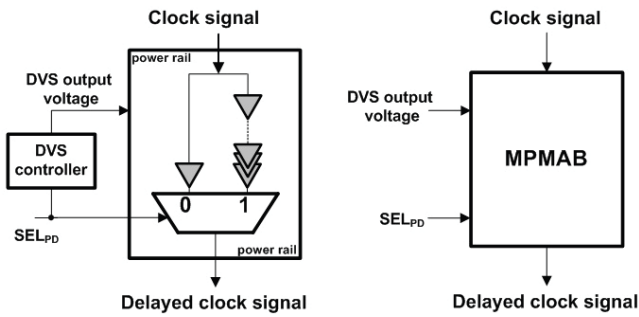 Clock signal
power rail
DVS output
voltage
DVS
controller
0 1
SELPD
power rail
Delayed clock signal
Clock signal
DVS output
voltage
MPMAB
SELPD
Delayed clock signal